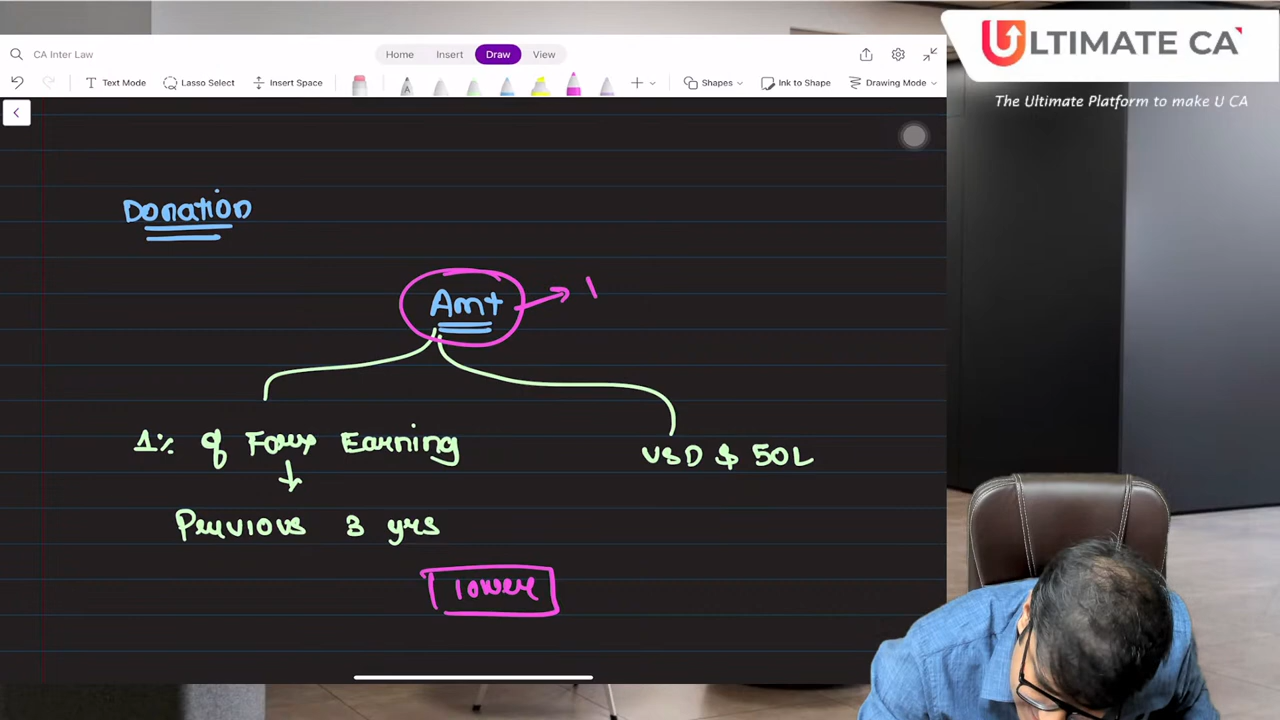 ULTIMATE CA
The Ultimate Platform to make U CA
CA Inter Law
Home Insert Draw View
Text Mode Lasso Select Insert Space Shapes Ink to Shape Drawing Mode
Donation
Amt
1% of Forex Earning
USD $ 50L
Previous 3 yrs
lower